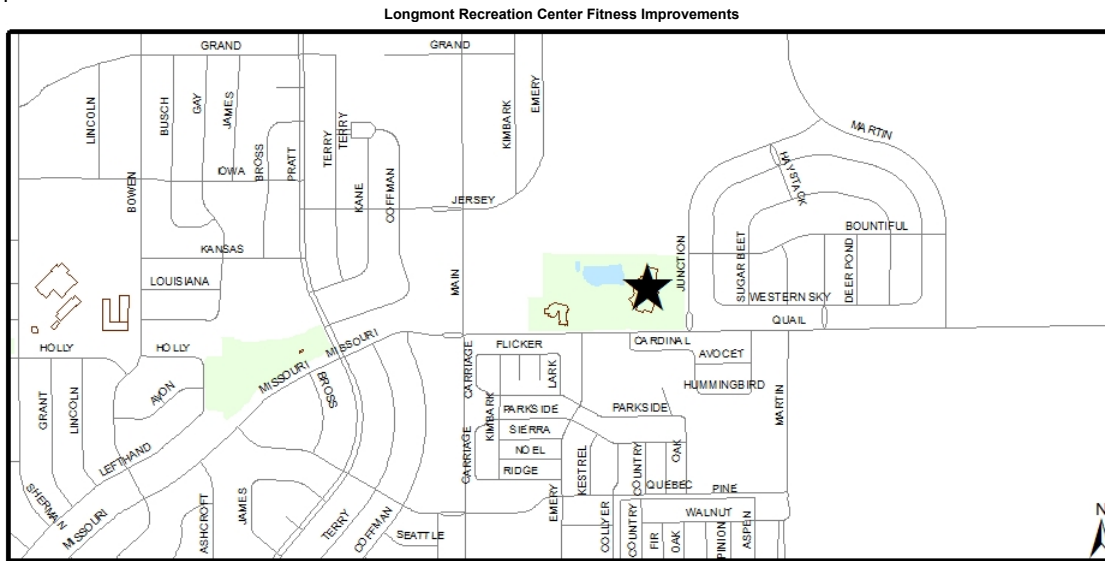 Longmont Recreation Center Fitness Improvements
GRAND
GRAND
LINCOLN
BUSCH
GAY
JAMES
TERRY
TERRY
KIMBARK
EMERY
MARTIN
BROSS
PRATT
IOWA
BOWEN
KANE
COFFMAN
HAYSTACK
JERSEY
BOUNTIFUL
KANSAS
LOUISIANA
MAIN
JUNCTION
SUGAR BEET
DEER POND
WESTERN SKY
QUAIL
HOLLY
HOLLY
MISSOURI
MISSOURI
FLICKER
CARDINAL
AVOCET
CARRIAGE
LARK
HUMMINGBIRD
AVON
BROSS
GRANT
LINCOLN
KIMBARK
PARKSIDE
PARKSIDE
MARTIN
SIERRA
NOEL
RIDGE
CARRIAGE
KESTREL
COUNTRY
OAK
QUEBEC
PINE
LEFTHAND
SHERMAN
MISSOURI
ASHCROFT
JAMES
TERRY
COFFMAN
SEATTLE
EMERY
COLLYER
COUNTRY
FIR
OAK
WALNUT
PINION
ASPEN
N